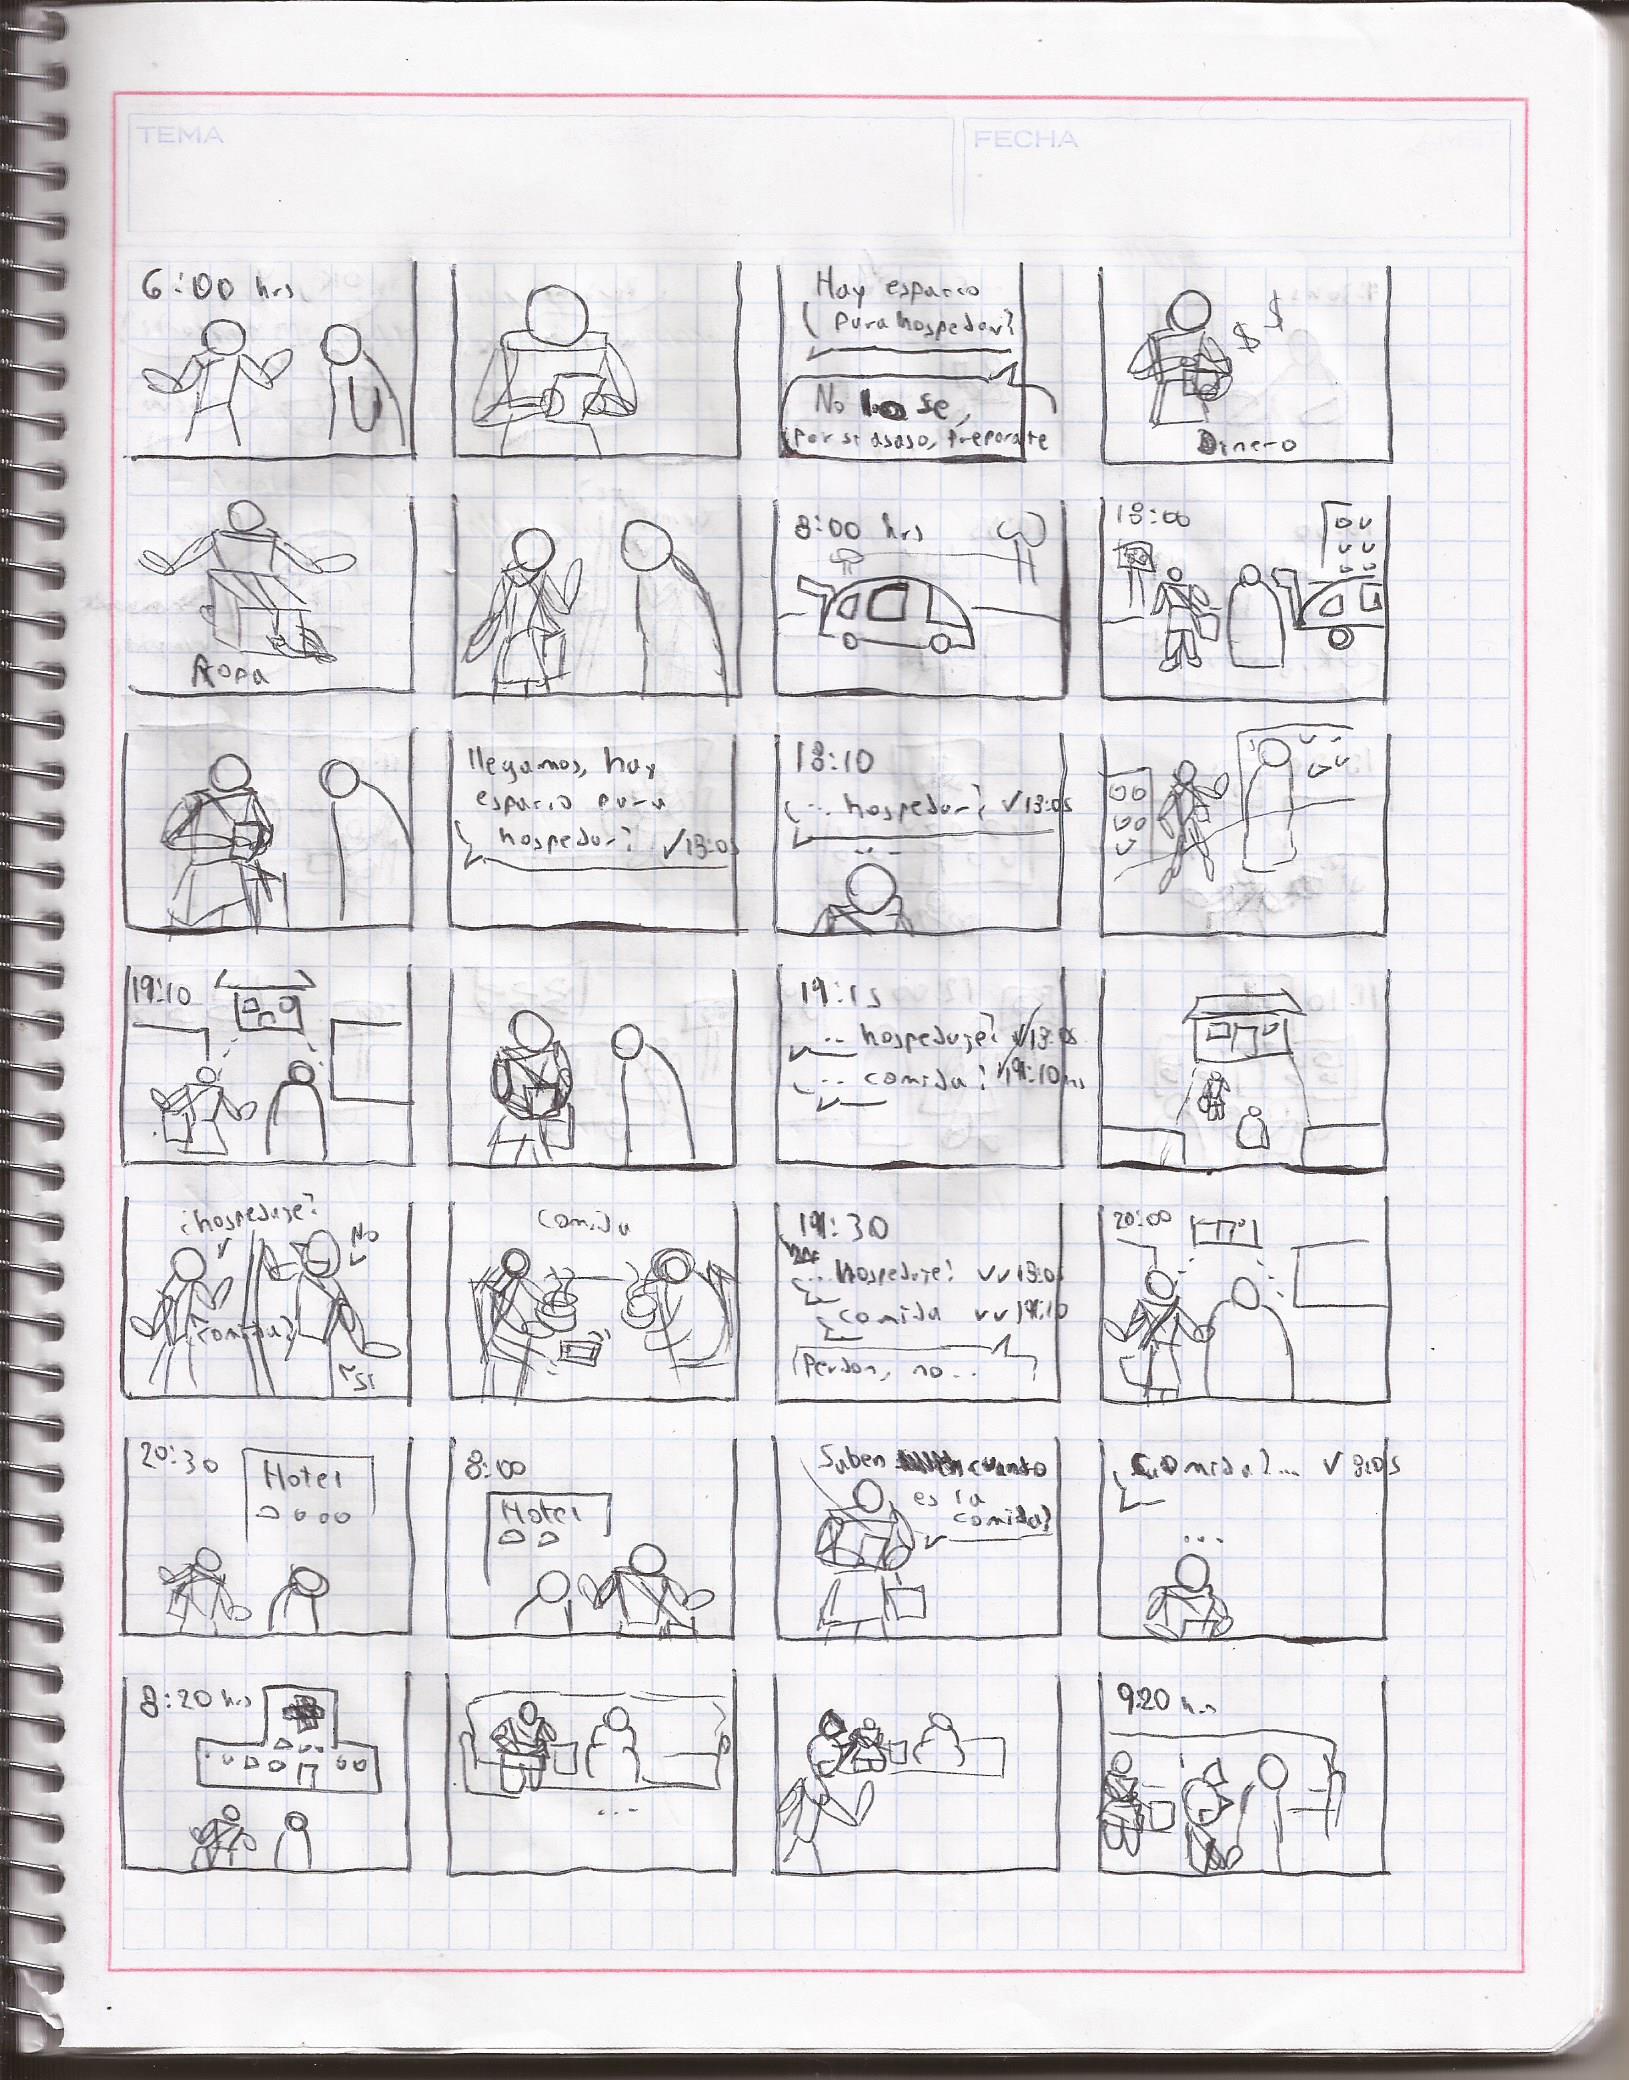 TEMA
FECHA
6:00 hrs
Hay espacio
para hospedar?
No lo se,
por si asaso, preparate
$ $
Dinero
Ropa
8:00 hrs
18:00
llegamos, hay
espacio para
hospedar? ✓18:05
18:10
... hospedar? ✓18:05
...
19:10
19:15
... hospedaje? ✓18:05
... comida? ✓19:10
¿hospedaje?
No
¿comida?
Si
comida
19:30
... hospedaje? ✓✓18:05
comida ✓✓19:10
Perdon, no...
20:00
20:30
Hotel
8:00
Hotel
Saben cuando
es la
comida?
Comida?... ✓8:05
...
8:20 hrs
...
9:20 hrs